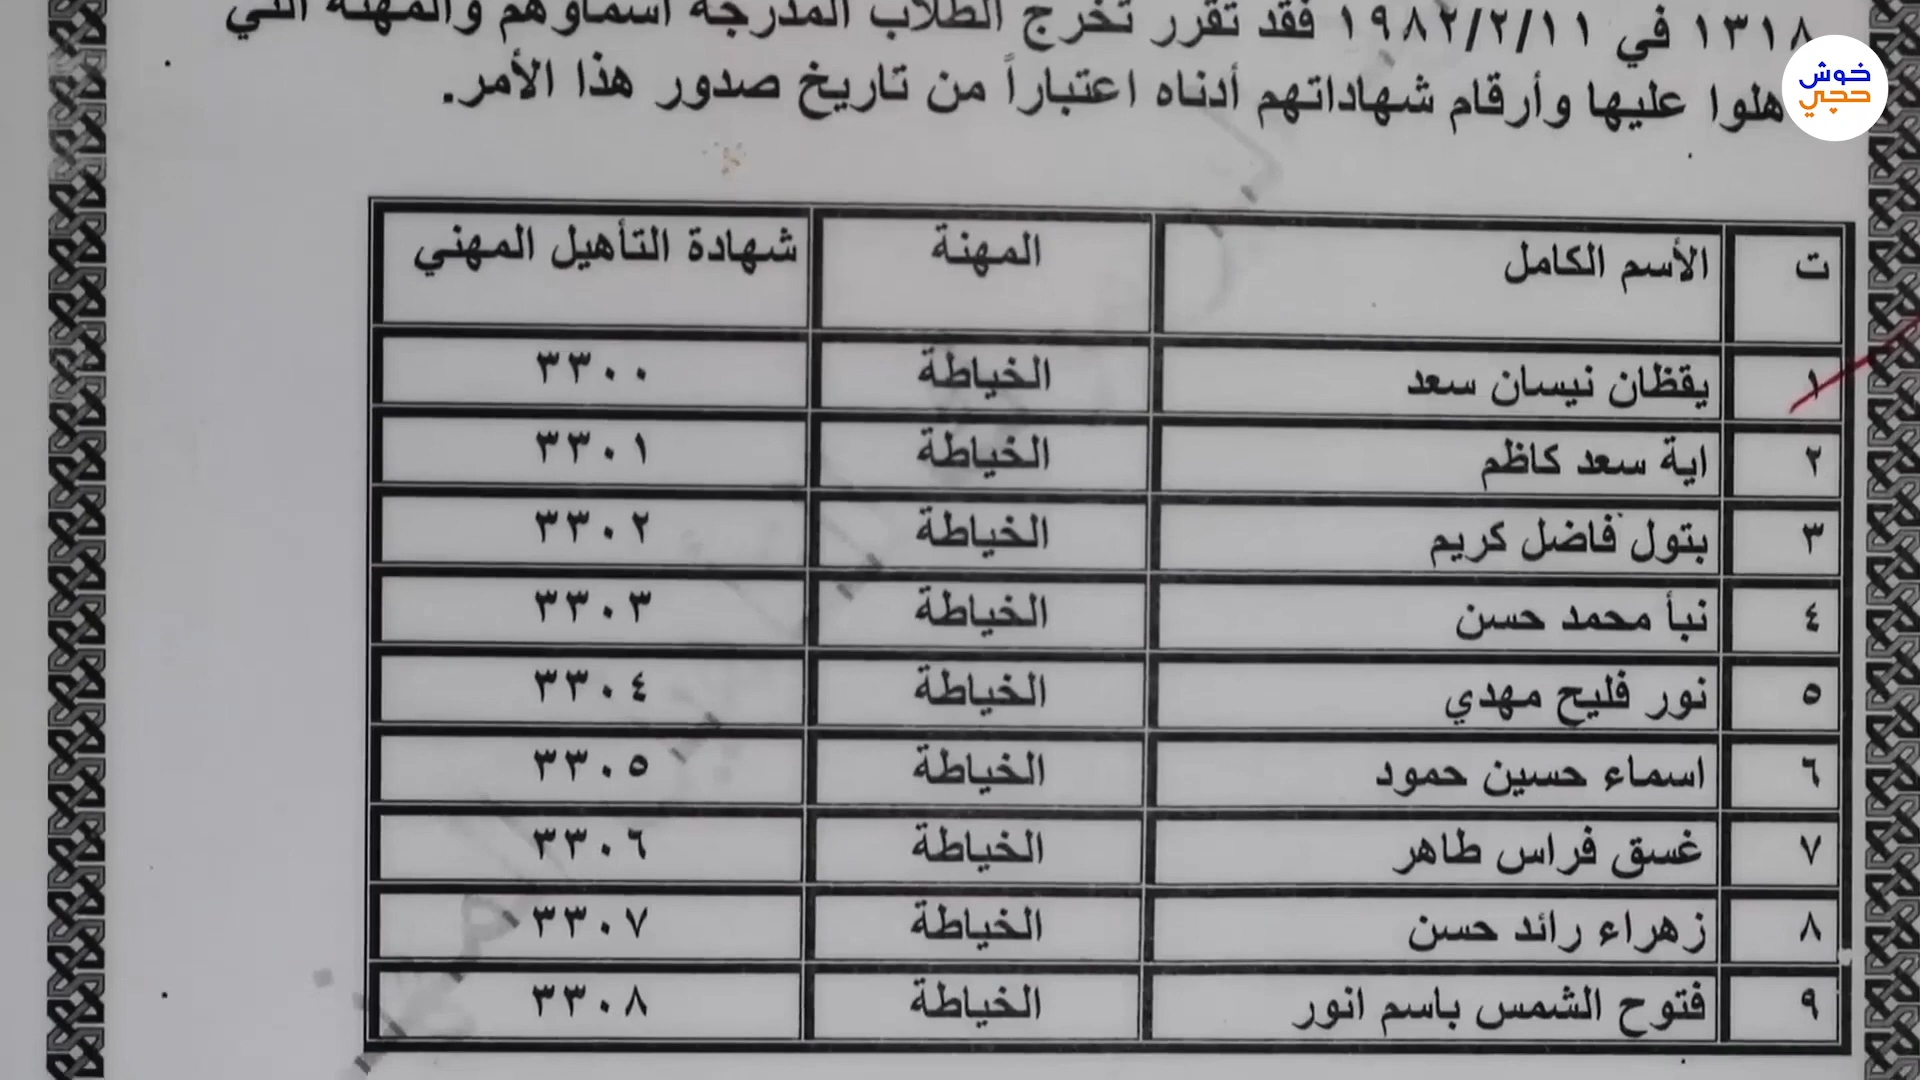 ١٣١٨ في ١٩٨٢/٢/١١ فقد تقرر تخرج الطلاب المدرجة اسماؤهم والمهنة التي
هلوا عليها وأرقام شهاداتهم أدناه اعتباراً من تاريخ صدور هذا الأمر.
خوش
حچي
ت الأسم الكامل المهنة شهادة التأهيل المهني
١ يقظان نيسان سعد الخياطة ٣٣٠٠
٢ اية سعد كاظم الخياطة ٣٣٠١
٣ بتول فاضل كريم الخياطة ٣٣٠٢
٤ نبأ محمد حسن الخياطة ٣٣٠٣
٥ نور فليح مهدي الخياطة ٣٣٠٤
٦ اسماء حسين حمود الخياطة ٣٣٠٥
٧ غسق فراس طاهر الخياطة ٣٣٠٦
٨ زهراء رائد حسن الخياطة ٣٣٠٧
٩ فتوح الشمس باسم انور الخياطة ٣٣٠٨